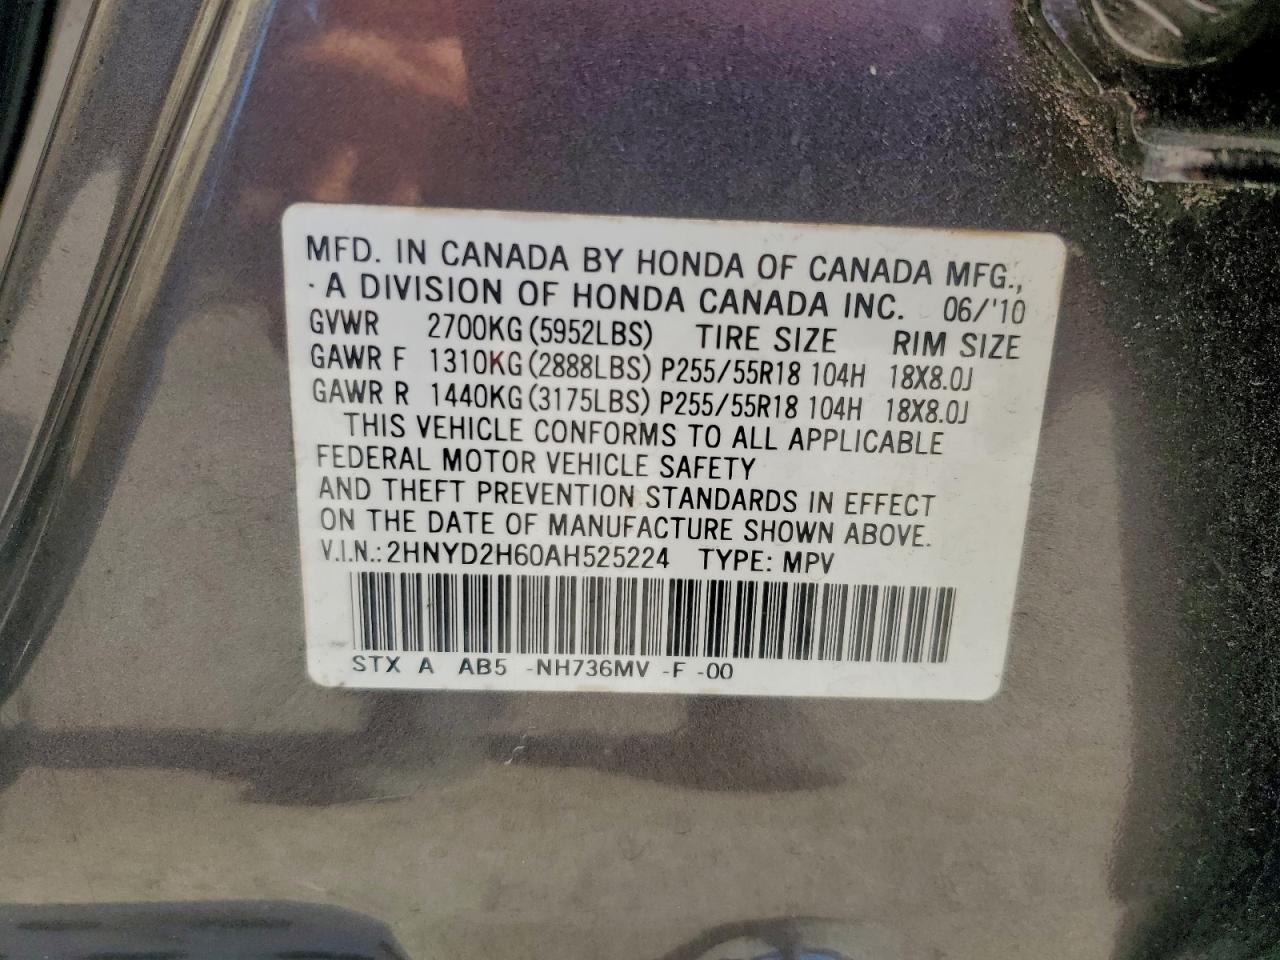 MFD. IN CANADA BY HONDA OF CANADA MFG.,
· A DIVISION OF HONDA CANADA INC. 06/'10
GVWR 2700KG (5952LBS) TIRE SIZE RIM SIZE
GAWR F 1310KG (2888LBS) P255/55R18 104H 18X8.0J
GAWR R 1440KG (3175LBS) P255/55R18 104H 18X8.0J
THIS VEHICLE CONFORMS TO ALL APPLICABLE
FEDERAL MOTOR VEHICLE SAFETY
AND THEFT PREVENTION STANDARDS IN EFFECT
ON THE DATE OF MANUFACTURE SHOWN ABOVE.
V.I.N.: 2HNYD2H60AH525224 TYPE: MPV
STX A AB5 -NH736MV -F -00